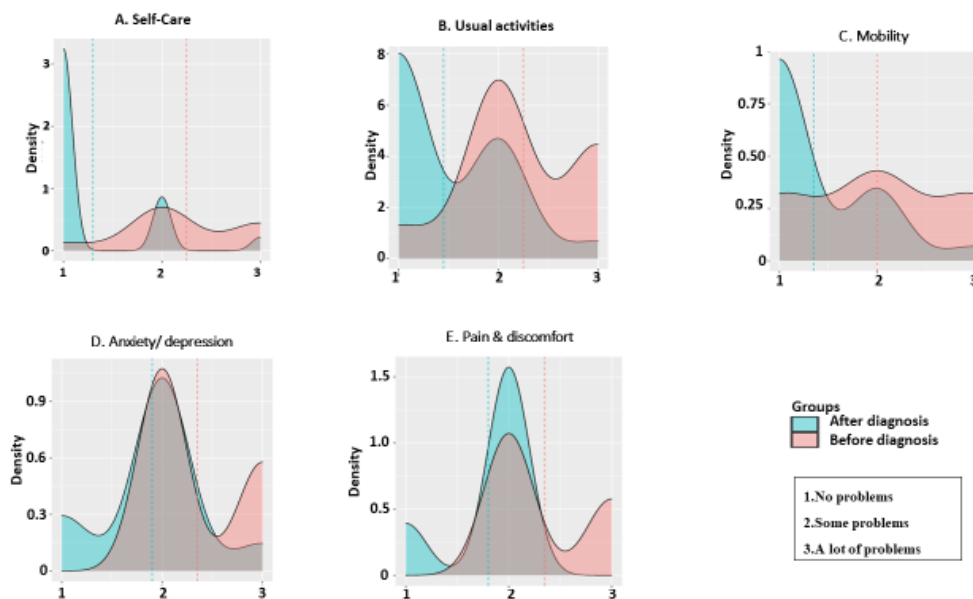 A. Self-Care
Density
3
2
1
0
1 2 3
B. Usual activities
Density
8
6
4
2
0
1 2 3
C. Mobility
Density
1
0.75
0.50
0.25
0
1 2 3
D. Anxiety/ depression
Density
0.9
0.6
0.3
0
1 2 3
E. Pain & discomfort
Density
1.5
1.0
0.5
0
1 2 3
Groups
After diagnosis
Before diagnosis
1.No problems
2.Some problems
3.A lot of problems